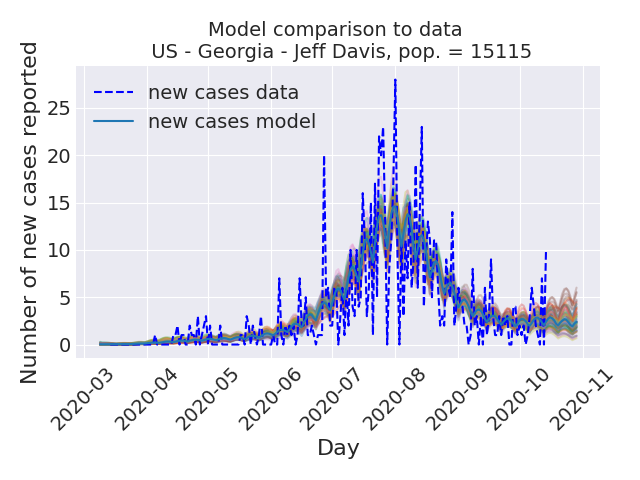 Model comparison to data
US - Georgia - Jeff Davis, pop. = 15115
Number of new cases reported
25
20
15
10
5
0
new cases data
new cases model
2020-03
2020-04
2020-05
2020-06
2020-07
2020-08
2020-09
2020-10
2020-11
Day